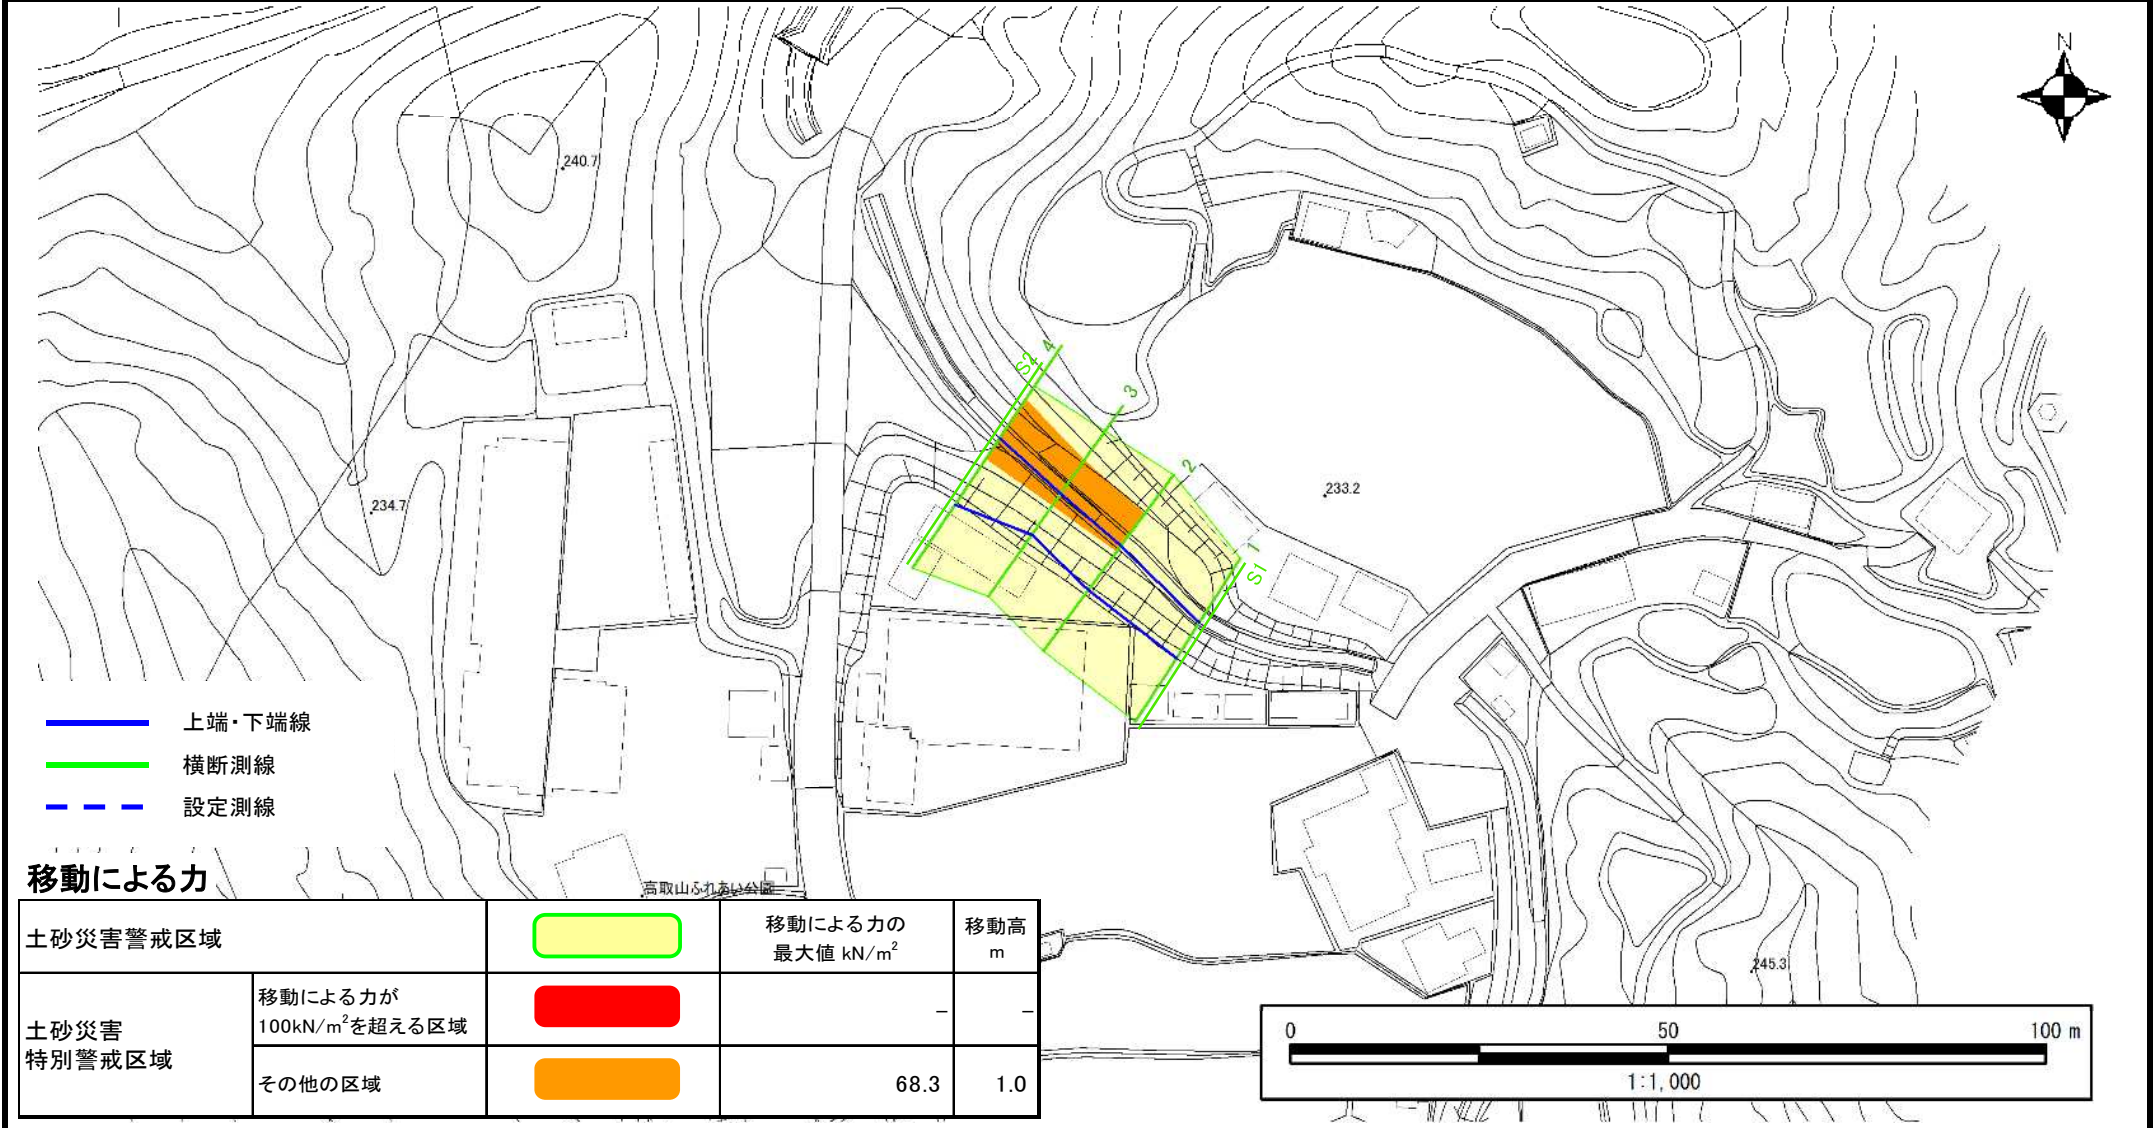 N
240.7
S2
4
3
2
233.2
234.7
1
S1
上端・下端線
横断測線
設定測線
移動による力
高取山ふれあい公園
土砂災害警戒区域
移動による力の
最大値 kN/m²
移動高
m
245.3
土砂災害
特別警戒区域
移動による力が
100kN/m²を超える区域
−
−
その他の区域
68.3
1.0
0
50
100 m
1:1,000